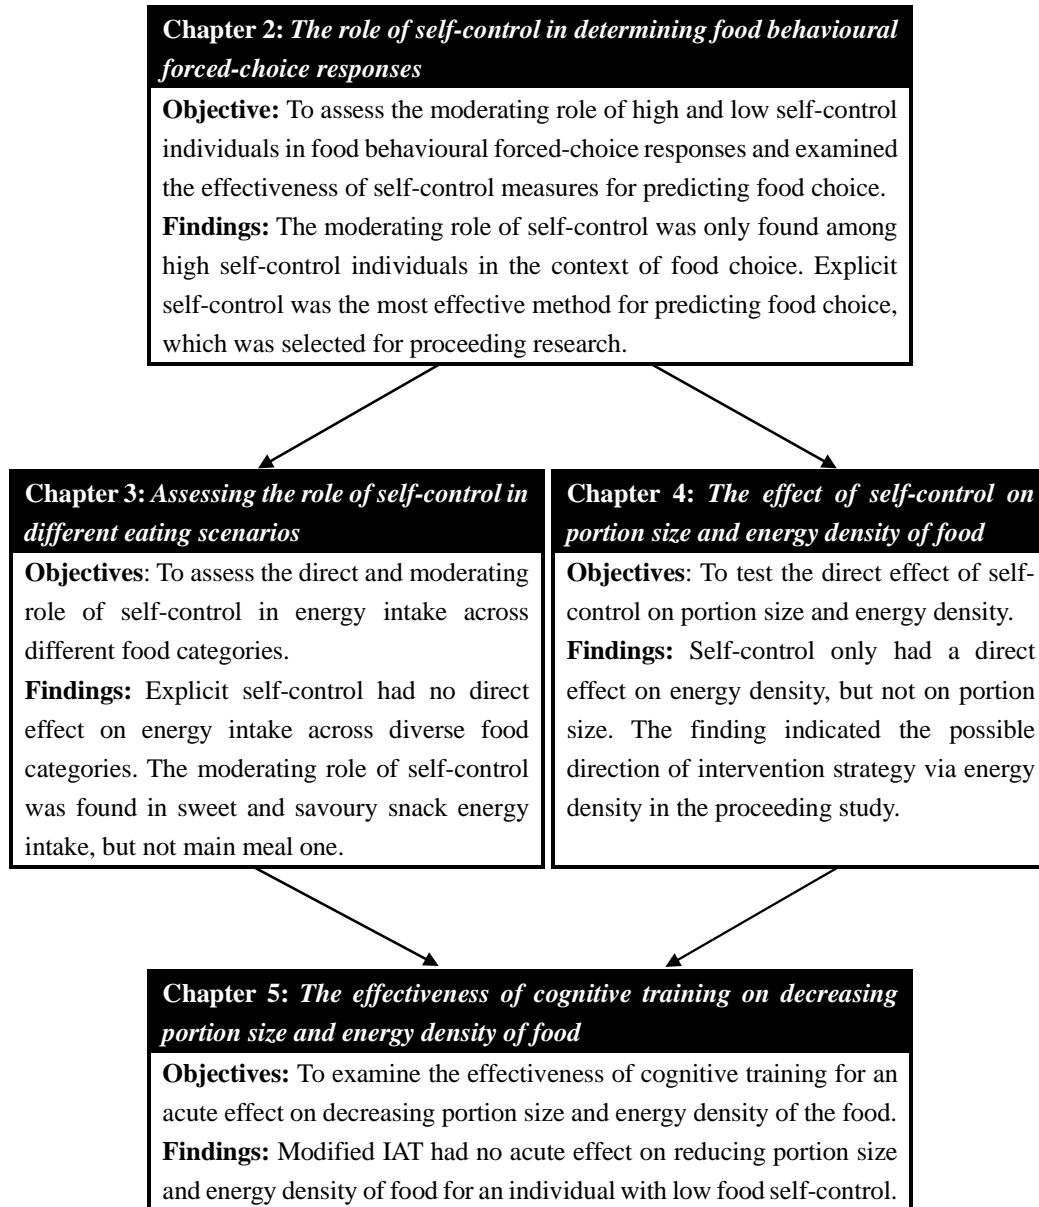 Chapter 2: The role of self-control in determining food behavioural
forced-choice responses
Objective: To assess the moderating role of high and low self-control
individuals in food behavioural forced-choice responses and examined
the effectiveness of self-control measures for predicting food choice.
Findings: The moderating role of self-control was only found among
high self-control individuals in the context of food choice. Explicit
self-control was the most effective method for predicting food choice,
which was selected for proceeding research.
Chapter 3: Assessing the role of self-control in
different eating scenarios
Objectives: To assess the direct and moderating
role of self-control in energy intake across
different food categories.
Findings: Explicit self-control had no direct
effect on energy intake across diverse food
categories. The moderating role of self-control
was found in sweet and savoury snack energy
intake, but not main meal one.
Chapter 4: The effect of self-control on
portion size and energy density of food
Objectives: To test the direct effect of self-
control on portion size and energy density.
Findings: Self-control only had a direct
effect on energy density, but not on portion
size. The finding indicated the possible
direction of intervention strategy via energy
density in the proceeding study.
Chapter 5: The effectiveness of cognitive training on decreasing
portion size and energy density of food
Objectives: To examine the effectiveness of cognitive training for an
acute effect on decreasing portion size and energy density of the food.
Findings: Modified IAT had no acute effect on reducing portion size
and energy density of food for an individual with low food self-control.